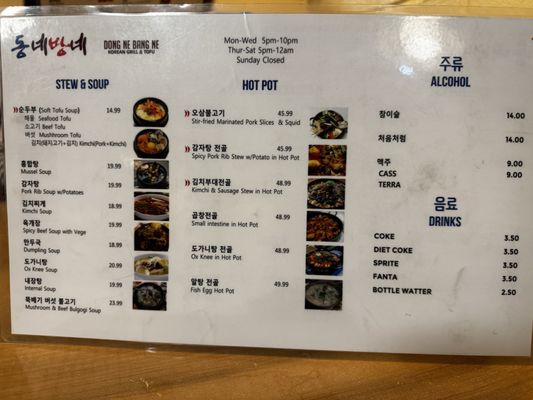 동네방네 DONG NE BANG NE
KOREAN GRILL & TOFU
Mon-Wed 5pm-10pm
Thur-Sat 5pm-12am
Sunday Closed
STEW & SOUP
순두부 (Soft Tofu Soup) 14.99
해물 Seafood Tofu
소고기 Beef Tofu
버섯 Mushroom Tofu
김치(돼지고기+김치) Kimchi(Pork+Kimchi)
홍합탕 19.99
Mussel Soup
감자탕 19.99
Pork Rib Soup w/Potatoes
김치찌개 18.99
Kimchi Soup
육개장 18.99
Spicy Beef Soup with Vege
만두국 18.99
Dumpling Soup
도가니탕 20.99
Ox Knee Soup
내장탕 19.99
Internal Soup
뚝배기 버섯 불고기 23.99
Mushroom & Beef Bulgogi Soup
HOT POT
오삼불고기 45.99
Stir-fried Marinated Pork Slices & Squid
감자탕 전골 45.99
Spicy Pork Rib Stew w/Potato in Hot Pot
김치부대전골 48.99
Kimchi & Sausage Stew in Hot Pot
곱창전골 48.99
Small intestine in Hot Pot
도가니탕 전골 48.99
Ox Knee in Hot Pot
알탕 전골 49.99
Fish Egg Hot Pot
주류
ALCOHOL
참이슬 14.00
처음처럼 14.00
맥주 9.00
CASS 9.00
TERRA
음료
DRINKS
COKE 3.50
DIET COKE 3.50
SPRITE 3.50
FANTA 3.50
BOTTLE WATTER 2.50